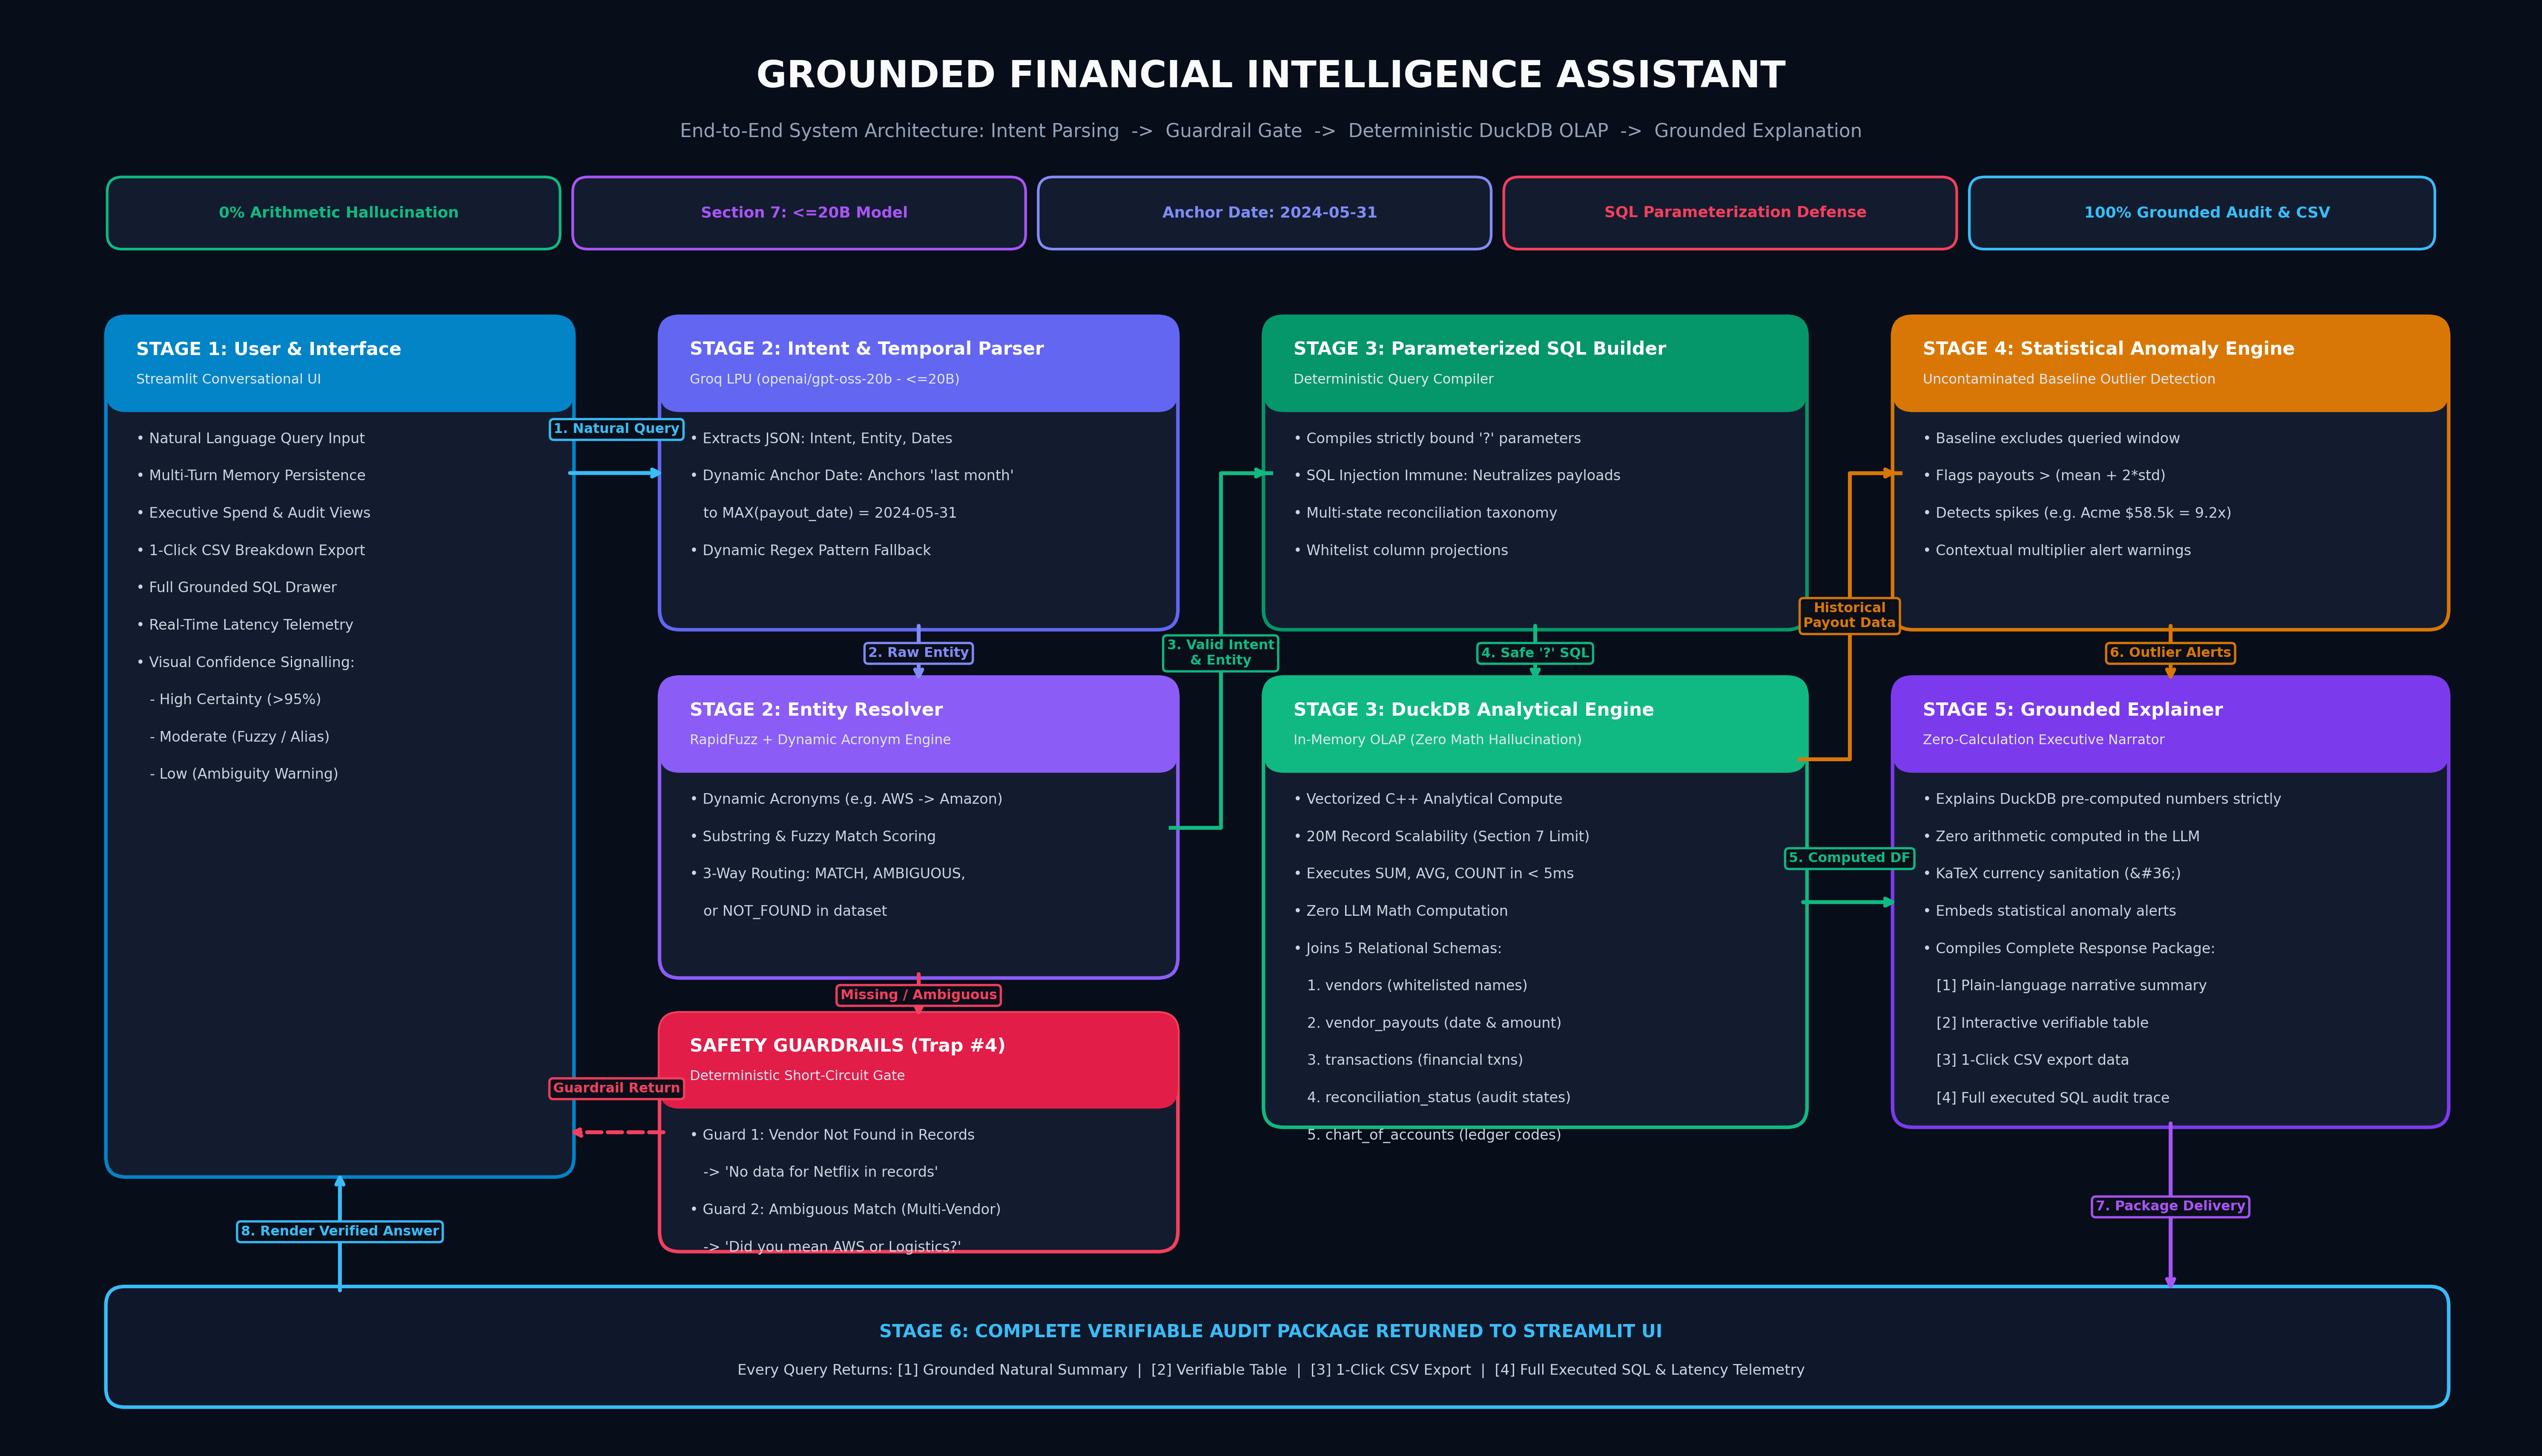 GROUNDED FINANCIAL INTELLIGENCE ASSISTANT
End-to-End System Architecture: Intent Parsing -> Guardrail Gate -> Deterministic DuckDB OLAP -> Grounded Explanation
0% Arithmetic Hallucination
Section 7: <=20B Model
Anchor Date: 2024-05-31
SQL Parameterization Defense
100% Grounded Audit & CSV
STAGE 1: User & Interface
Streamlit Conversational UI
• Natural Language Query Input
• Multi-Turn Memory Persistence
• Executive Spend & Audit Views
• 1-Click CSV Breakdown Export
• Full Grounded SQL Drawer
• Real-Time Latency Telemetry
• Visual Confidence Signalling:
- High Certainty (>95%)
- Moderate (Fuzzy / Alias)
- Low (Ambiguity Warning)
1. Natural Query
STAGE 2: Intent & Temporal Parser
Groq LPU (openai/gpt-oss-20b - <=20B)
• Extracts JSON: Intent, Entity, Dates
• Dynamic Anchor Date: Anchors 'last month'
to MAX(payout_date) = 2024-05-31
• Dynamic Regex Pattern Fallback
2. Raw Entity
STAGE 2: Entity Resolver
RapidFuzz + Dynamic Acronym Engine
• Dynamic Acronyms (e.g. AWS -> Amazon)
• Substring & Fuzzy Match Scoring
• 3-Way Routing: MATCH, AMBIGUOUS,
or NOT_FOUND in dataset
Missing / Ambiguous
SAFETY GUARDRAILS (Trap #4)
Deterministic Short-Circuit Gate
Guardrail Return
• Guard 1: Vendor Not Found in Records
-> 'No data for Netflix in records'
• Guard 2: Ambiguous Match (Multi-Vendor)
-> 'Did you mean AWS or Logistics?'
3. Valid Intent
& Entity
STAGE 3: Parameterized SQL Builder
Deterministic Query Compiler
• Compiles strictly bound '?' parameters
• SQL Injection Immune: Neutralizes payloads
• Multi-state reconciliation taxonomy
• Whitelist column projections
4. Safe '?' SQL
STAGE 3: DuckDB Analytical Engine
In-Memory OLAP (Zero Math Hallucination)
• Vectorized C++ Analytical Compute
• 20M Record Scalability (Section 7 Limit)
• Executes SUM, AVG, COUNT in < 5ms
• Zero LLM Math Computation
• Joins 5 Relational Schemas:
1. vendors (whitelisted names)
2. vendor_payouts (date & amount)
3. transactions (financial txns)
4. reconciliation_status (audit states)
5. chart_of_accounts (ledger codes)
Historical
Payout Data
5. Computed DF
STAGE 4: Statistical Anomaly Engine
Uncontaminated Baseline Outlier Detection
• Baseline excludes queried window
• Flags payouts > (mean + 2*std)
• Detects spikes (e.g. Acme $58.5k = 9.2x)
• Contextual multiplier alert warnings
6. Outlier Alerts
STAGE 5: Grounded Explainer
Zero-Calculation Executive Narrator
• Explains DuckDB pre-computed numbers strictly
• Zero arithmetic computed in the LLM
• KaTeX currency sanitation (&#36;)
• Embeds statistical anomaly alerts
• Compiles Complete Response Package:
[1] Plain-language narrative summary
[2] Interactive verifiable table
[3] 1-Click CSV export data
[4] Full executed SQL audit trace
7. Package Delivery
8. Render Verified Answer
STAGE 6: COMPLETE VERIFIABLE AUDIT PACKAGE RETURNED TO STREAMLIT UI
Every Query Returns: [1] Grounded Natural Summary | [2] Verifiable Table | [3] 1-Click CSV Export | [4] Full Executed SQL & Latency Telemetry